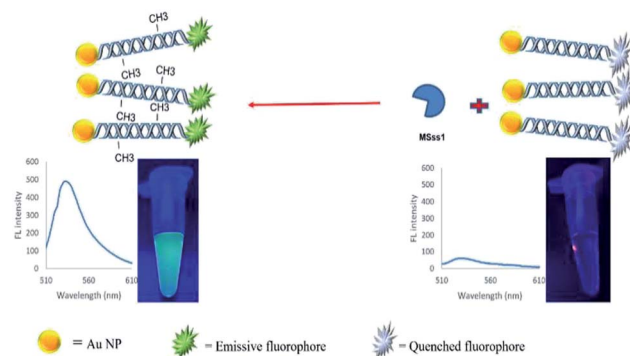 CH3
CH3
CH3
CH3
CH3
CH3
CH3
MSss1
FL intensity
600
500
400
300
200
100
0
510
560
610
Wavelength (nm)
FL intensity
600
500
400
300
200
100
0
510
560
610
Wavelength (nm)
= Au NP
= Emissive fluorophore
= Quenched fluorophore